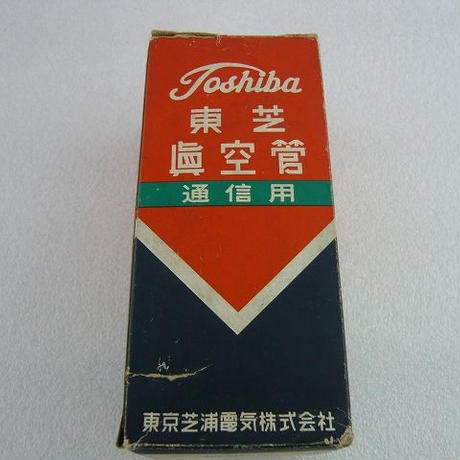 Toshiba
東芝
眞空管
通信用
東京芝浦電気株式会社